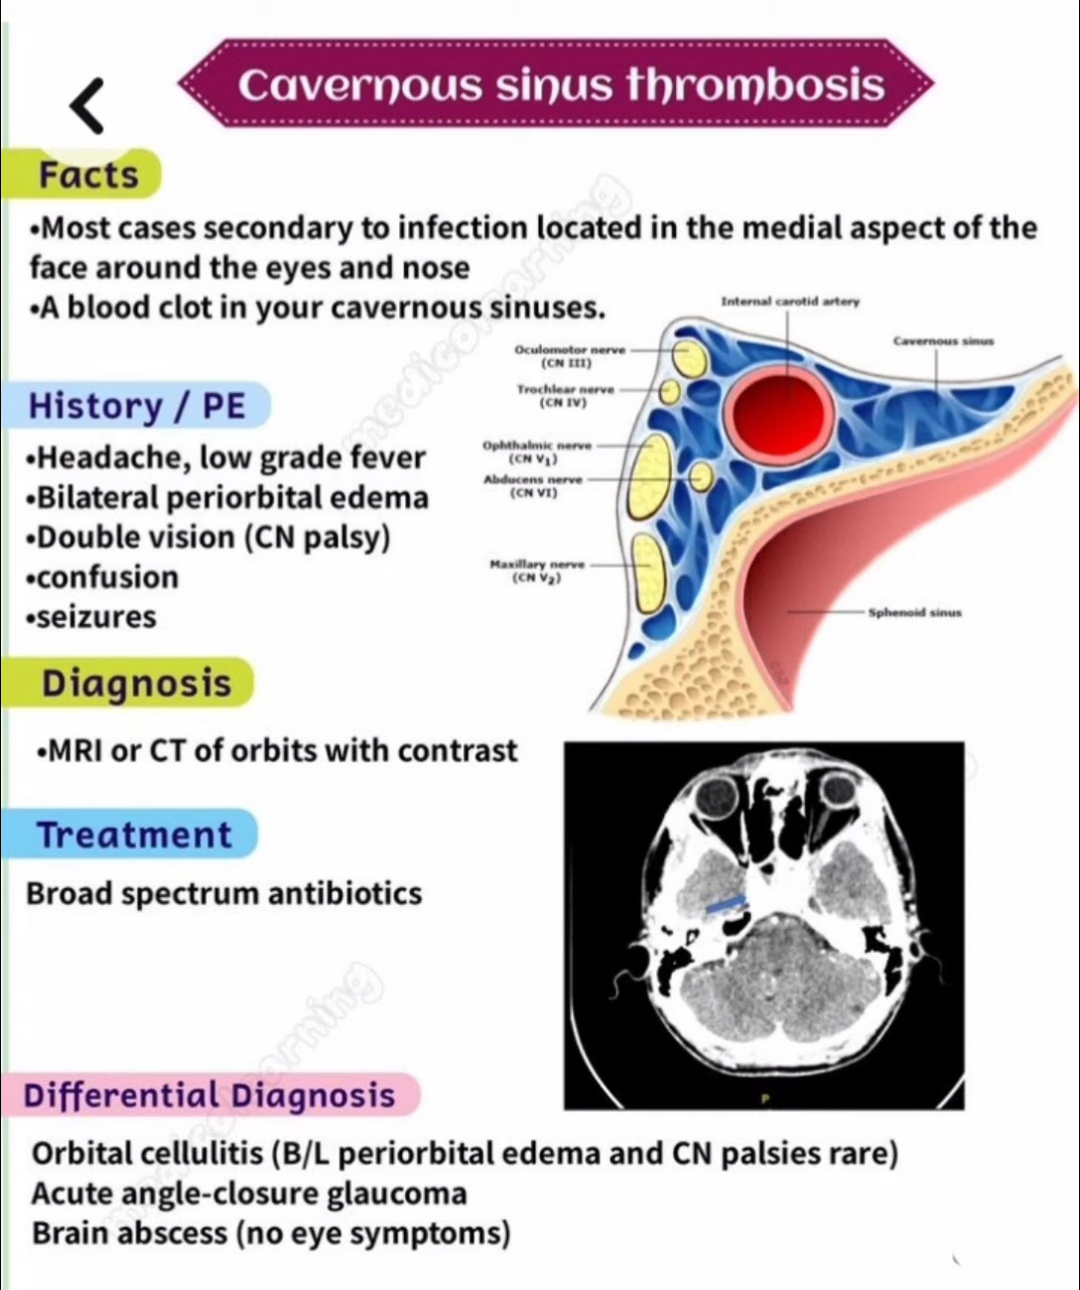 Cavernous sinus thrombosis
Facts
•Most cases secondary to infection located in the medial aspect of the
face around the eyes and nose
•A blood clot in your cavernous sinuses.
Internal carotid artery
Cavernous sinus
Oculomotor nerve
(CN III)
Trochlear nerve
(CN IV)
Ophthalmic nerve
(CN V₁)
Abducens nerve
(CN VI)
Maxillary nerve
(CN V₂)
Sphenoid sinus
History / PE
•Headache, low grade fever
•Bilateral periorbital edema
•Double vision (CN palsy)
•confusion
•seizures
Diagnosis
•MRI or CT of orbits with contrast
Treatment
Broad spectrum antibiotics
P
Differential Diagnosis
Orbital cellulitis (B/L periorbital edema and CN palsies rare)
Acute angle-closure glaucoma
Brain abscess (no eye symptoms)